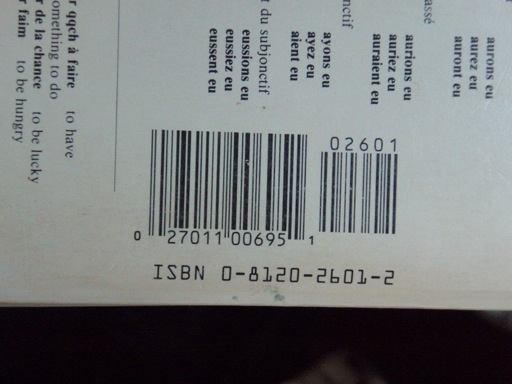 aurons eu
aurez eu
auront eu
assé
aurions eu
auriez eu
auraient eu
nctif
ayons eu
ayez eu
aient eu
t du subjonctif
eussions eu
eussiez eu
eussent eu
r qqch à faire to have
omething to do
r de la chance to be lucky
r faim to be hungry
02601
0 27011 00695 1
ISBN 0-8120-2601-2